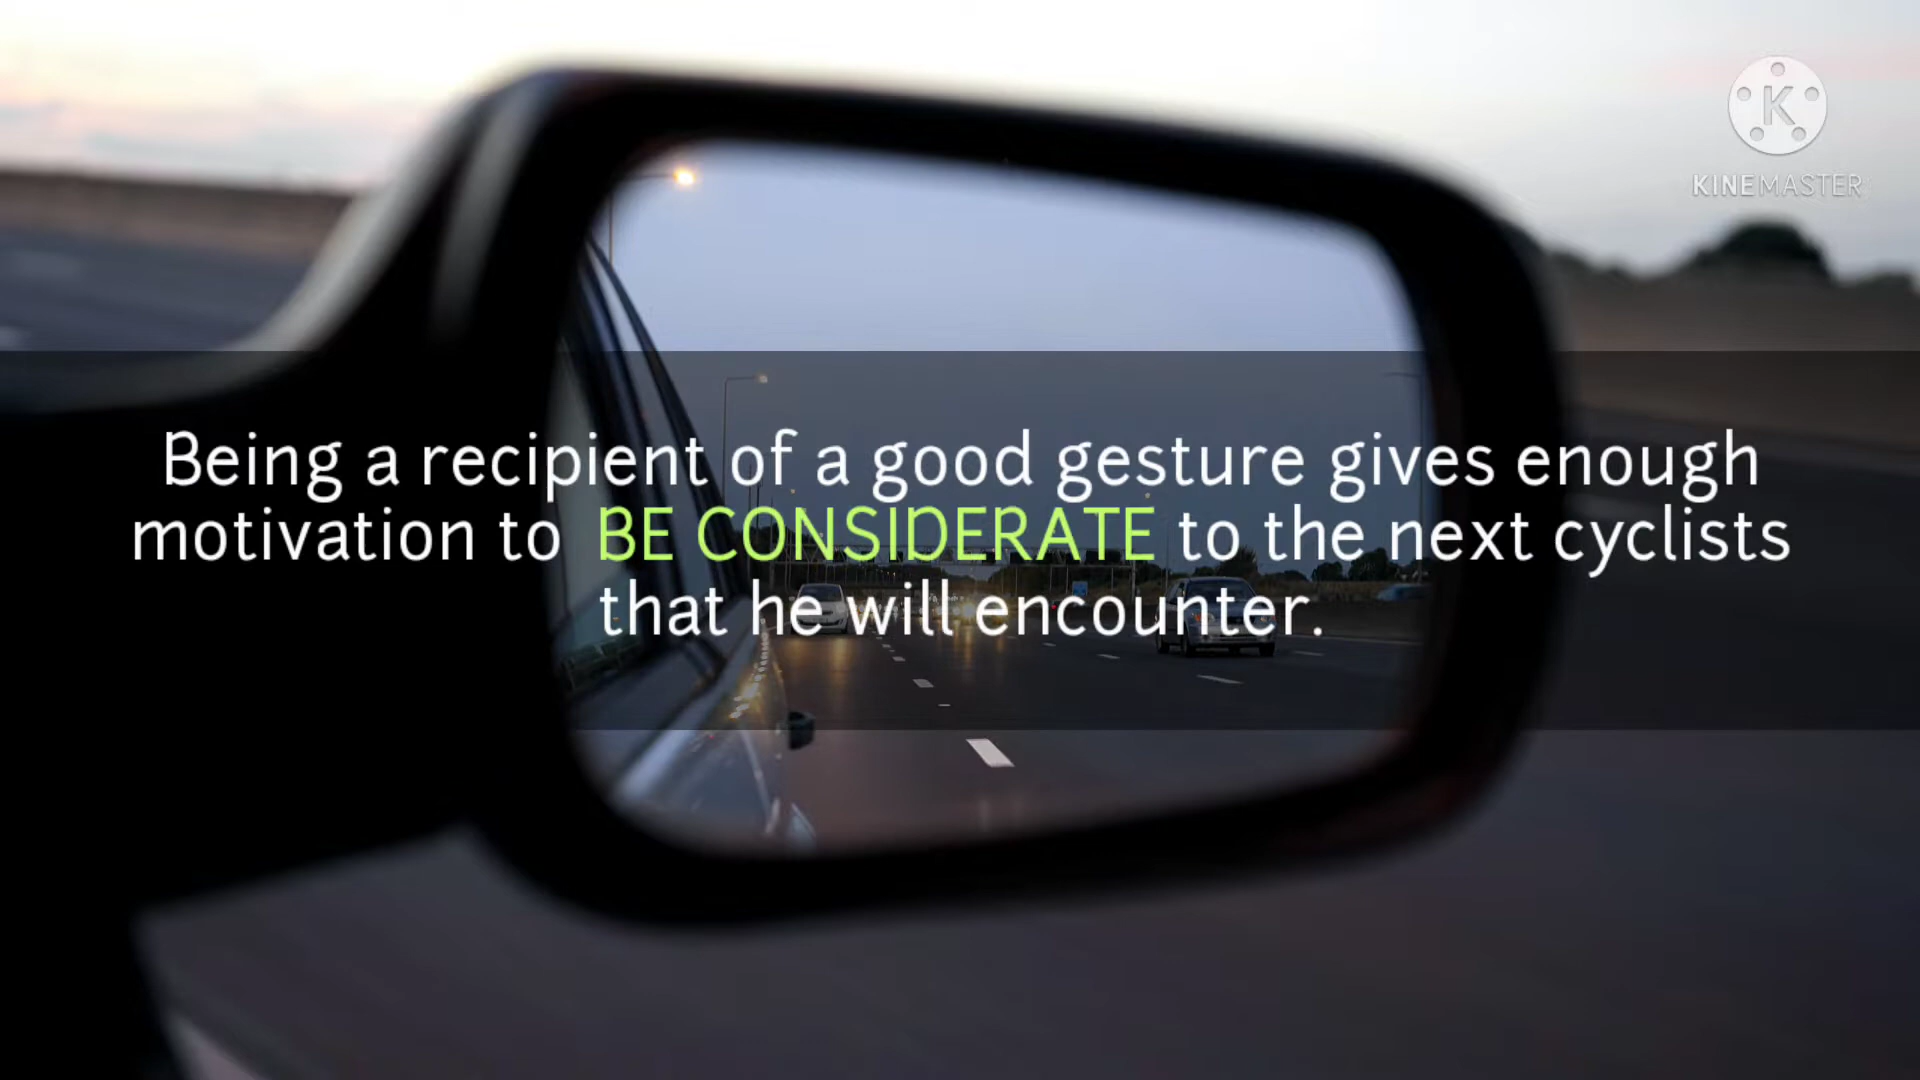 K
KINEMASTER
Being a recipient of a good gesture gives enough
motivation to BE CONSIDERATE to the next cyclists
that he will encounter.